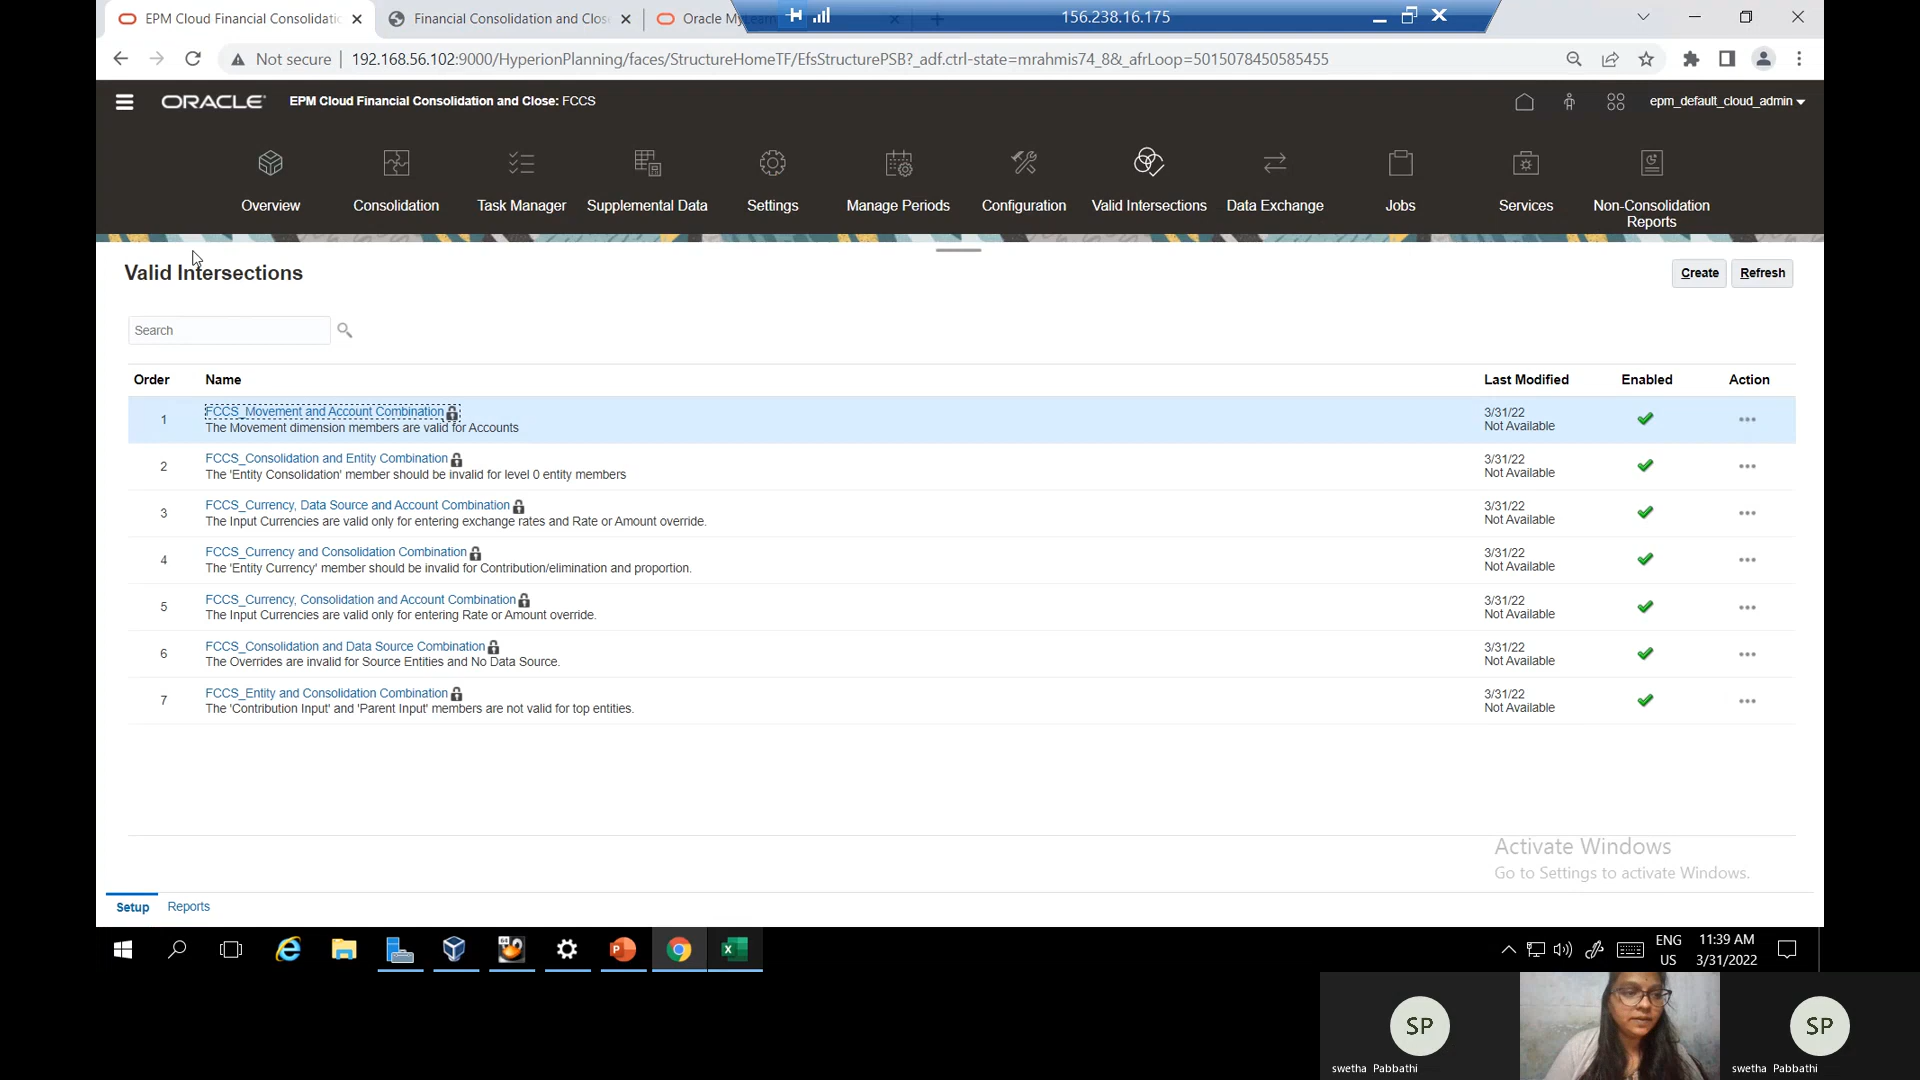 EPM Cloud Financial Consolidatio
Financial Consolidation and Close
Oracle MyLearn
156.238.16.175
Not secure
192.168.56.102:9000/HyperionPlanning/faces/StructureHomeTF/EfsStructurePSB?_adf.ctrl-state=mrahmis74_8&_afrLoop=5015078450585455
ORACLE
EPM Cloud Financial Consolidation and Close: FCCS
epm_default_cloud_admin
Overview
Consolidation
Task Manager
Supplemental Data
Settings
Manage Periods
Configuration
Valid Intersections
Data Exchange
Jobs
Services
Non-Consolidation
Reports
Valid Intersections
Create
Refresh
Search
Order Name Last Modified Enabled Action
1 FCCS_Movement and Account Combination 3/31/22
The Movement dimension members are valid for Accounts Not Available
2 FCCS_Consolidation and Entity Combination 3/31/22
The 'Entity Consolidation' member should be invalid for level 0 entity members Not Available
3 FCCS_Currency, Data Source and Account Combination 3/31/22
The Input Currencies are valid only for entering exchange rates and Rate or Amount override. Not Available
4 FCCS_Currency and Consolidation Combination 3/31/22
The 'Entity Currency' member should be invalid for Contribution/elimination and proportion. Not Available
5 FCCS_Currency, Consolidation and Account Combination 3/31/22
The Input Currencies are valid only for entering Rate or Amount override. Not Available
6 FCCS_Consolidation and Data Source Combination 3/31/22
The Overrides are invalid for Source Entities and No Data Source. Not Available
7 FCCS_Entity and Consolidation Combination 3/31/22
The 'Contribution Input' and 'Parent Input' members are not valid for top entities. Not Available
Activate Windows
Go to Settings to activate Windows.
Setup
Reports
ENG 11:39 AM
US 3/31/2022
SP
SP
swetha Pabbathi
swetha Pabbathi